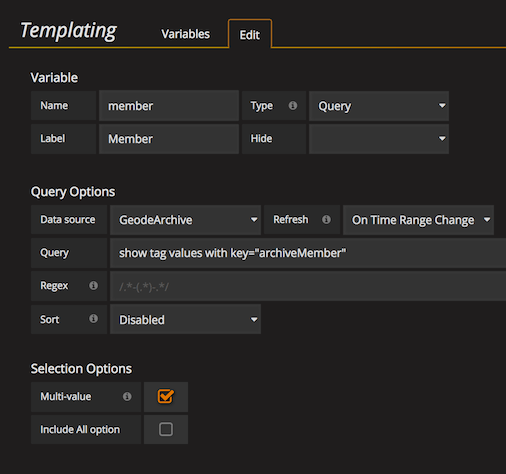 Templating Variables Edit
Variable
Name member Type Query
Label Member Hide
Query Options
Data source GeodeArchive Refresh On Time Range Change
Query show tag values with key="archiveMember"
Regex /.*-(.*)-.*/
Sort Disabled
Selection Options
Multi-value
Include All option